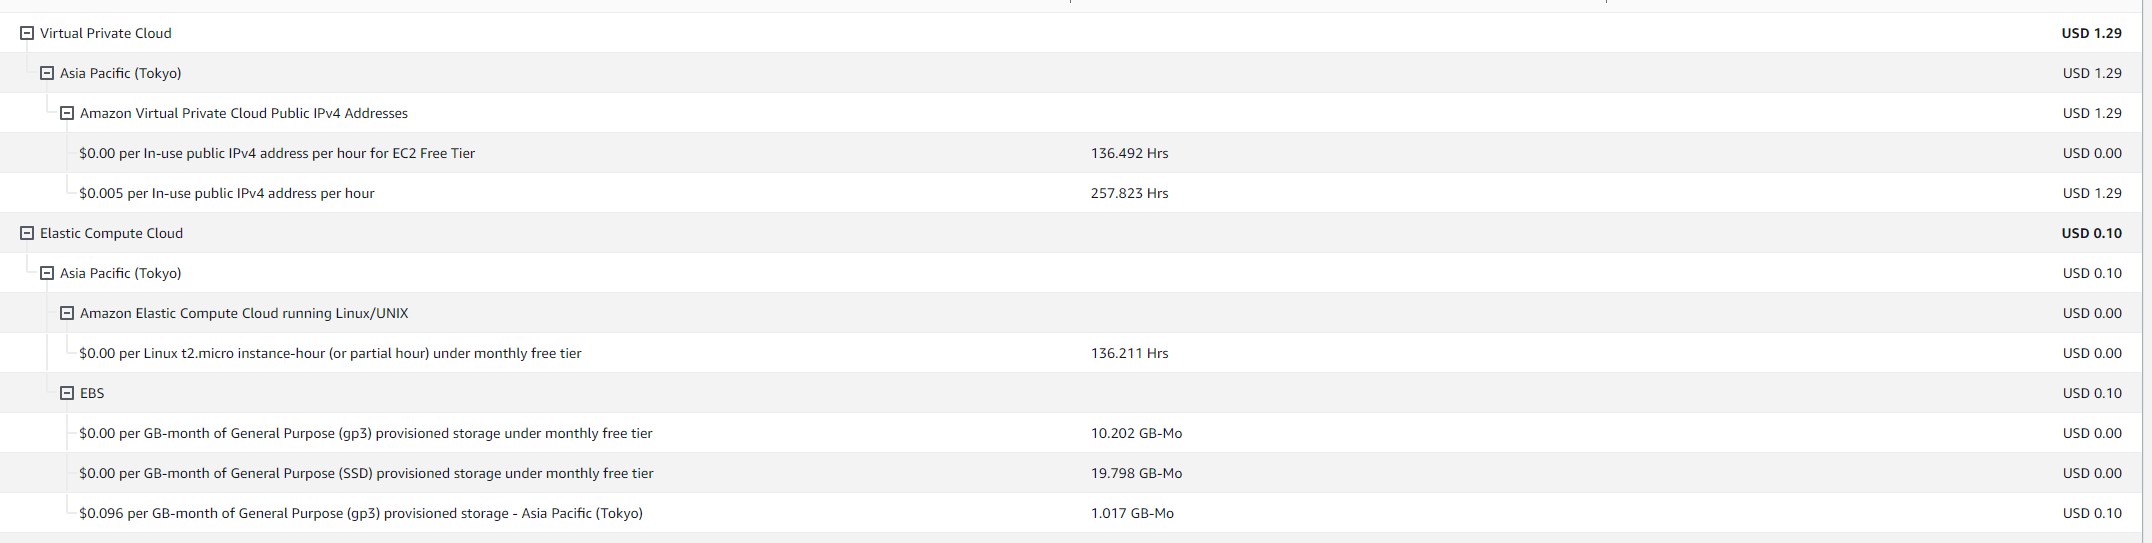 Virtual Private Cloud USD 1.29
Asia Pacific (Tokyo) USD 1.29
Amazon Virtual Private Cloud Public IPv4 Addresses USD 1.29
$0.00 per In-use public IPv4 address per hour for EC2 Free Tier 136.492 Hrs USD 0.00
$0.005 per In-use public IPv4 address per hour 257.823 Hrs USD 1.29
Elastic Compute Cloud USD 0.10
Asia Pacific (Tokyo) USD 0.10
Amazon Elastic Compute Cloud running Linux/UNIX USD 0.00
$0.00 per Linux t2.micro instance-hour (or partial hour) under monthly free tier 136.211 Hrs USD 0.00
EBS USD 0.10
$0.00 per GB-month of General Purpose (gp3) provisioned storage under monthly free tier 10.202 GB-Mo USD 0.00
$0.00 per GB-month of General Purpose (SSD) provisioned storage under monthly free tier 19.798 GB-Mo USD 0.00
$0.096 per GB-month of General Purpose (gp3) provisioned storage - Asia Pacific (Tokyo) 1.017 GB-Mo USD 0.10